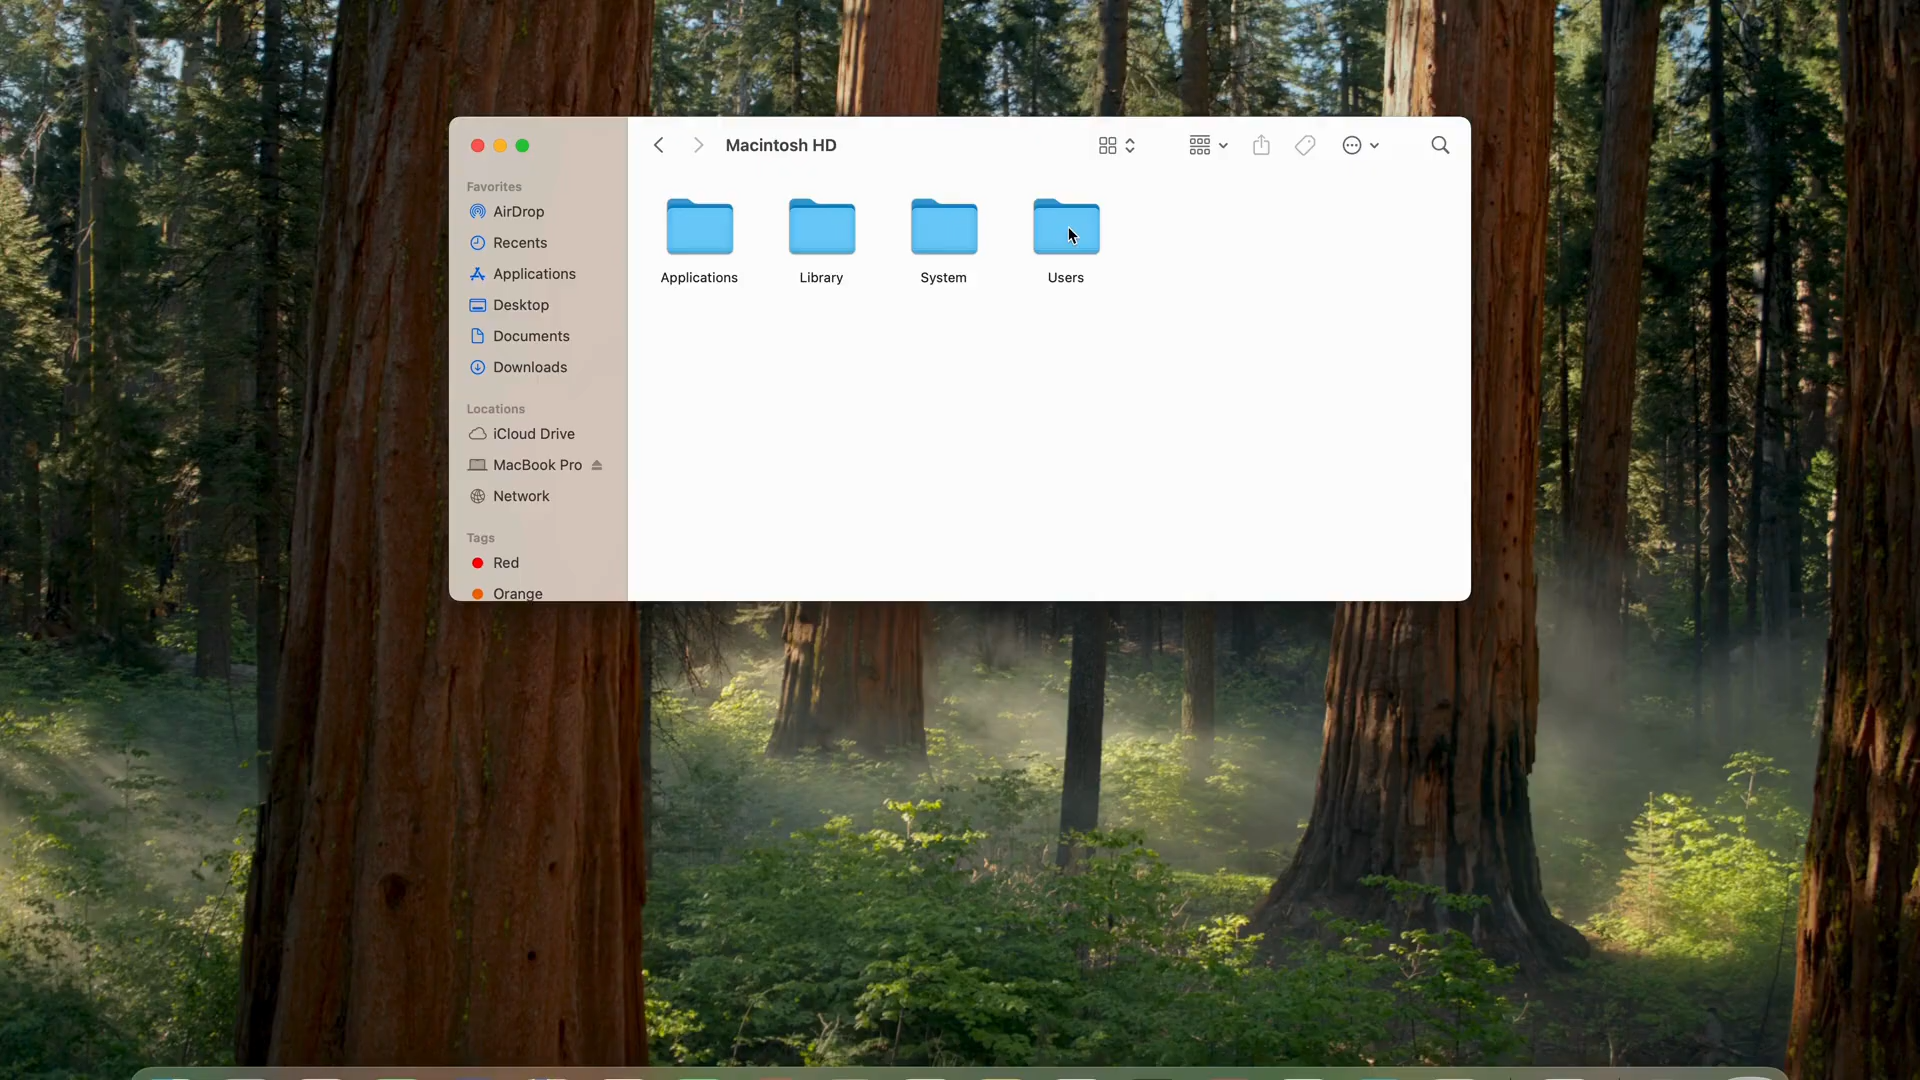 Macintosh HD
Favorites
AirDrop
Recents
Applications
Desktop
Documents
Downloads
Locations
iCloud Drive
MacBook Pro
Network
Tags
Red
Orange
Applications
Library
System
Users